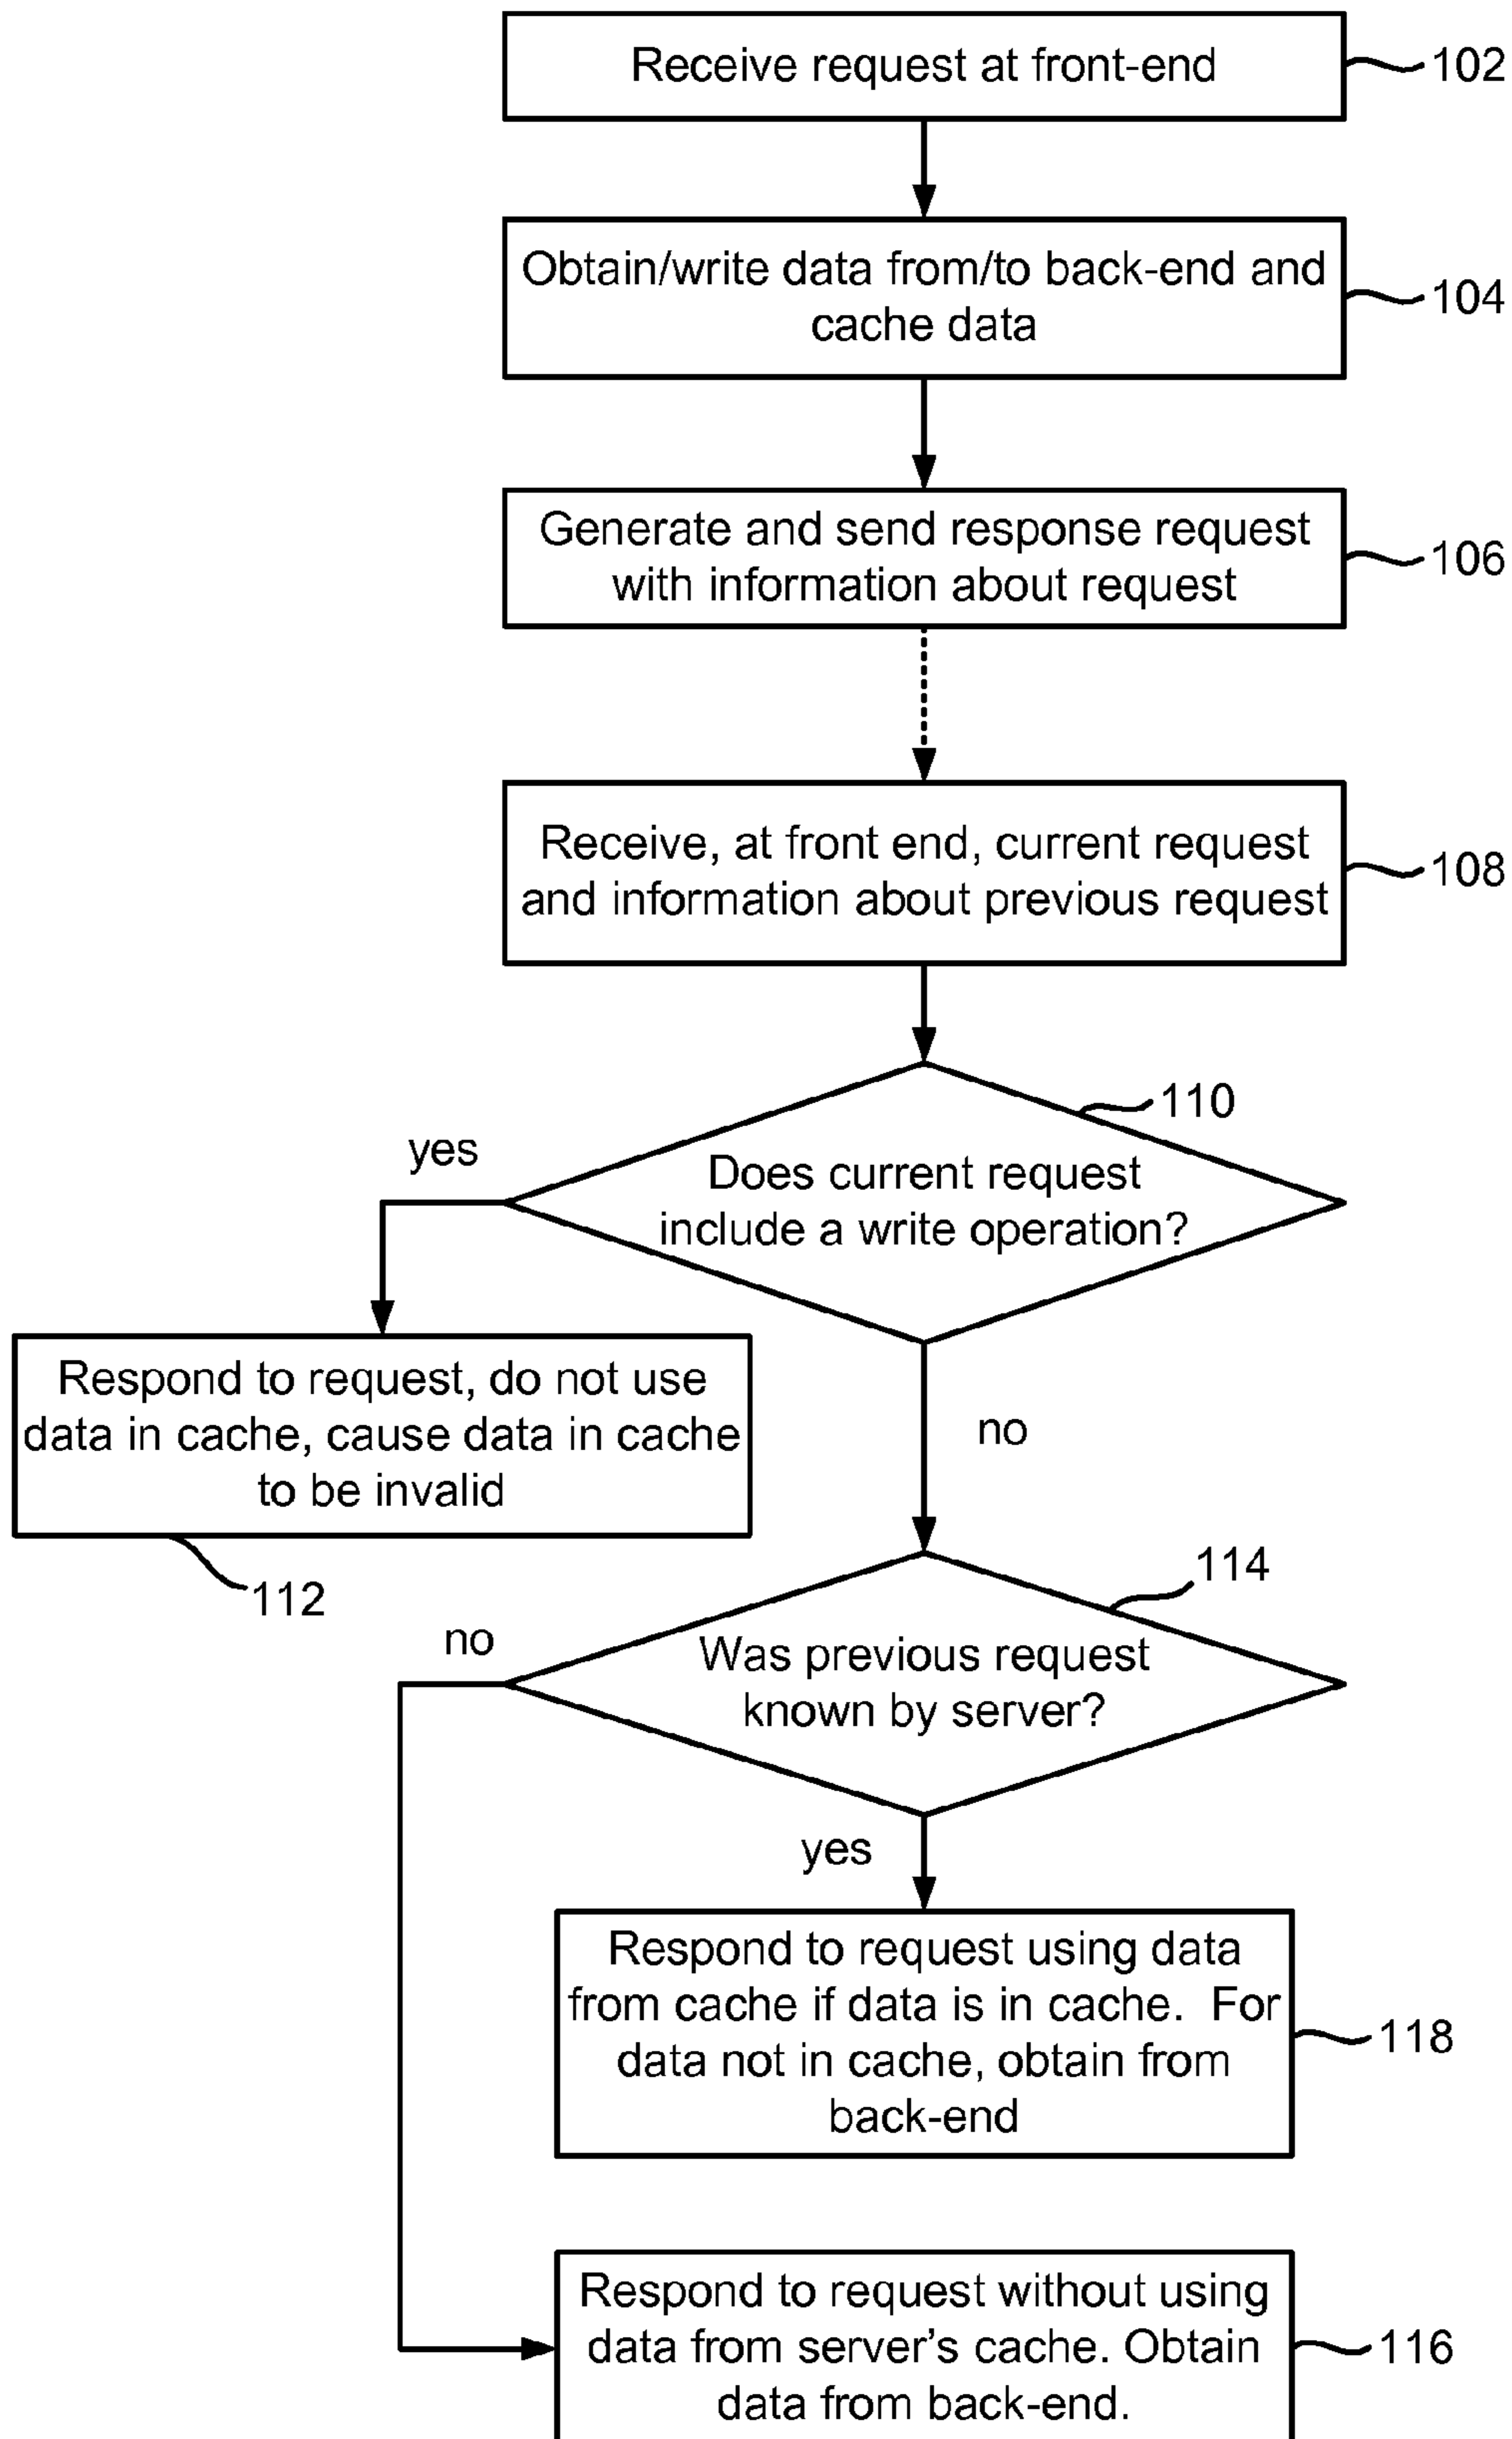 Receive request at front-end
102
Obtain/write data from/to back-end and
cache data
104
Generate and send response request
with information about request
106
Receive, at front end, current request
and information about previous request
108
110
yes
Does current request
include a write operation?
Respond to request, do not use
data in cache, cause data in cache
to be invalid
no
112
114
no
Was previous request
known by server?
yes
Respond to request using data
from cache if data is in cache.  For
data not in cache, obtain from
back-end
118
Respond to request without using
data from server's cache. Obtain
data from back-end.
116